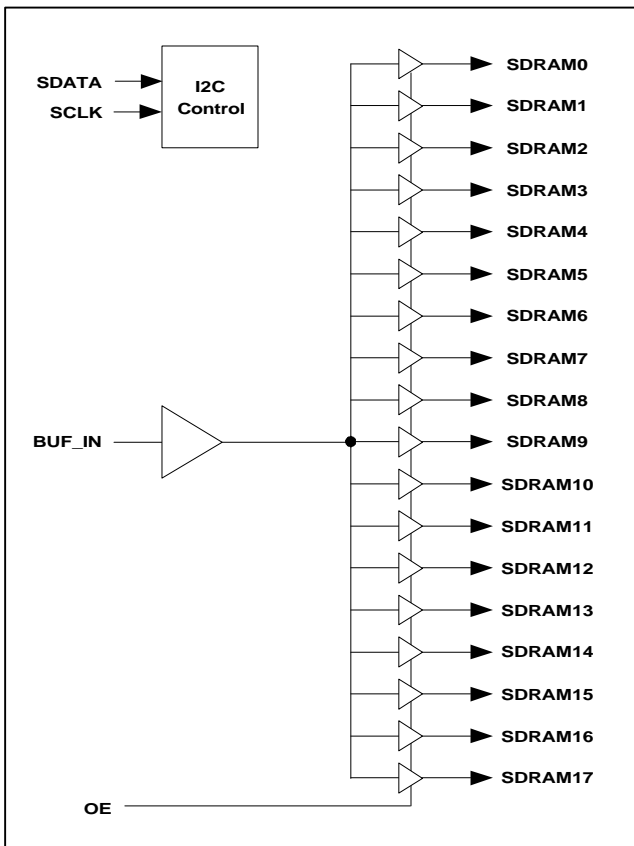 SDATA
SCLK
I2C
Control
BUF_IN
OE
SDRAM0
SDRAM1
SDRAM2
SDRAM3
SDRAM4
SDRAM5
SDRAM6
SDRAM7
SDRAM8
SDRAM9
SDRAM10
SDRAM11
SDRAM12
SDRAM13
SDRAM14
SDRAM15
SDRAM16
SDRAM17